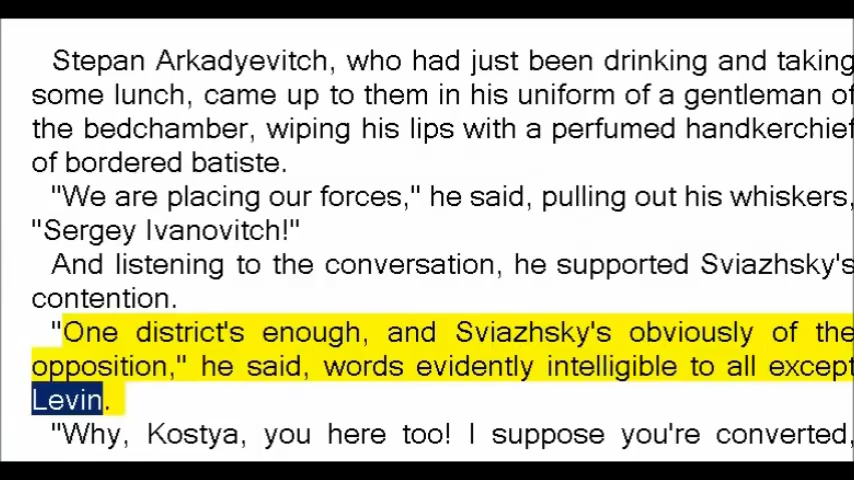 Stepan Arkadyevitch, who had just been drinking and taking
some lunch, came up to them in his uniform of a gentleman of
the bedchamber, wiping his lips with a perfumed handkerchief
of bordered batiste.
"We are placing our forces," he said, pulling out his whiskers,
"Sergey Ivanovitch!"
And listening to the conversation, he supported Sviazhsky's
contention.
"One district's enough, and Sviazhsky's obviously of the
opposition," he said, words evidently intelligible to all except
Levin.
"Why, Kostya, you here too! I suppose you're converted,